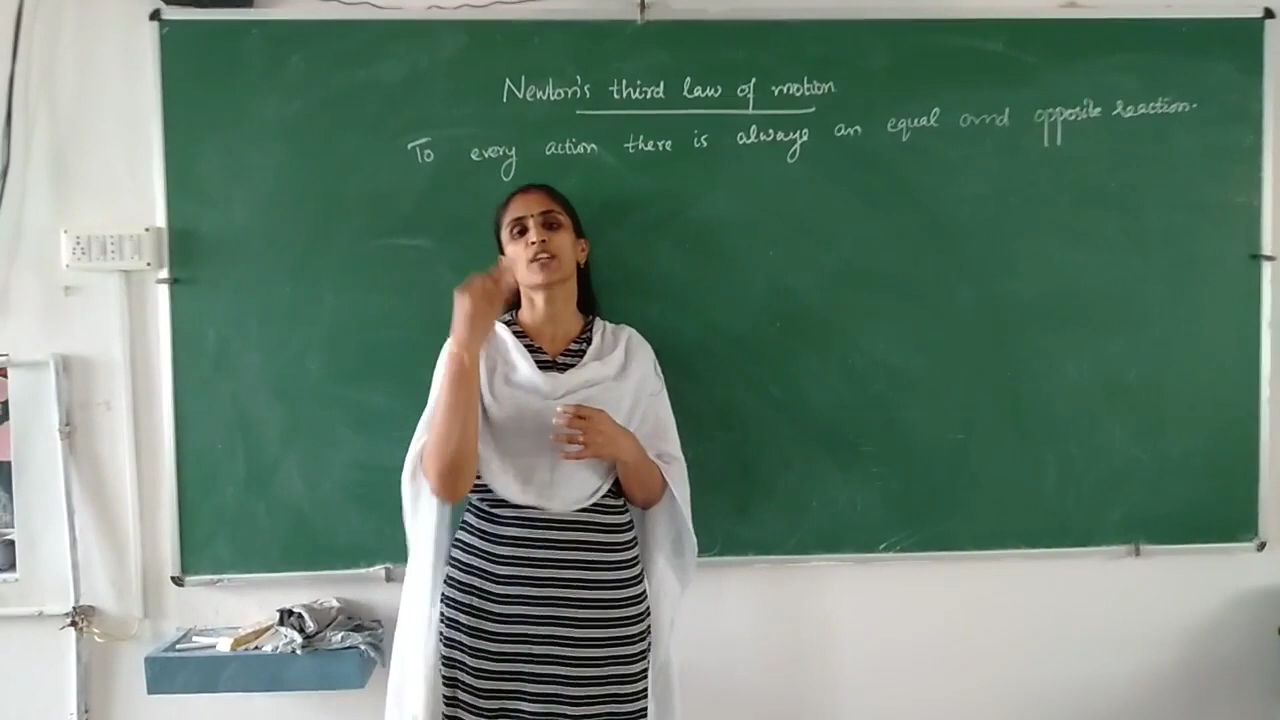 Newton's third law of motion
To every action there is always an equal and opposite reaction.